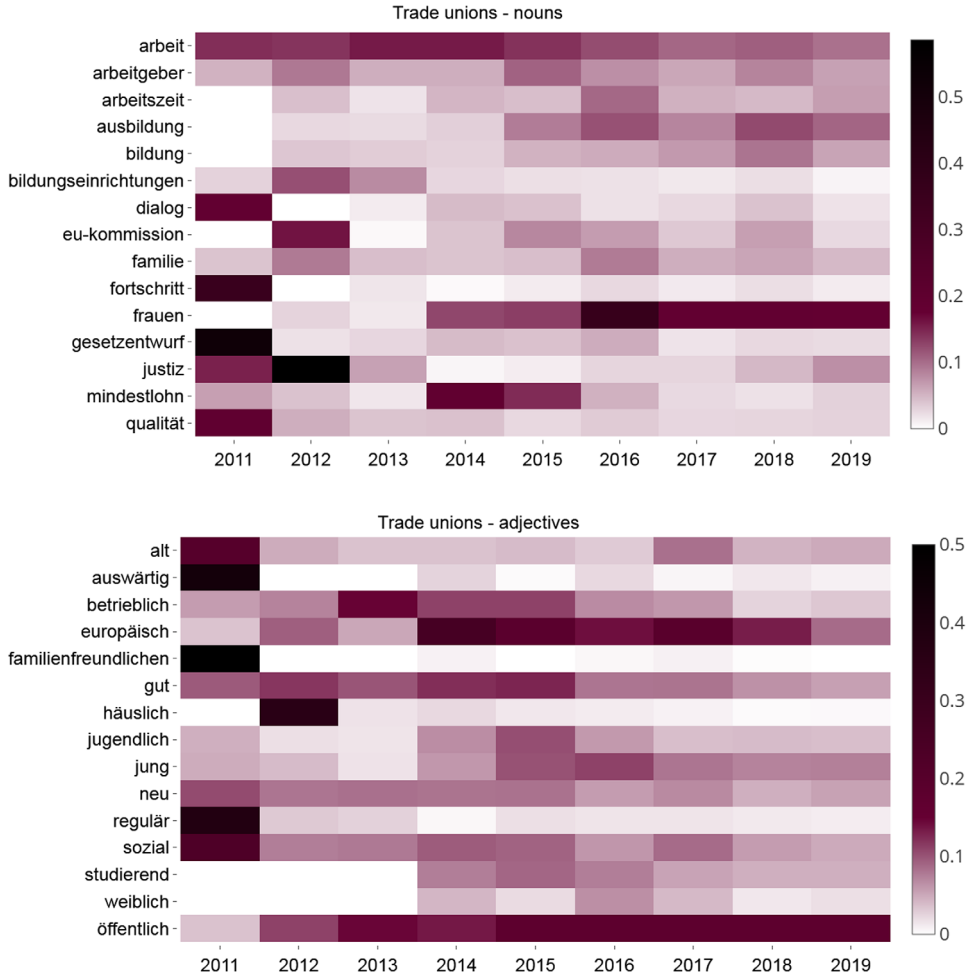 Trade unions - nouns
arbeit
arbeitgeber
arbeitszeit
ausbildung
bildung
bildungseinrichtungen
dialog
eu-kommission
familie
fortschritt
frauen
gesetzentwurf
justiz
mindestlohn
qualität
2011 2012 2013 2014 2015 2016 2017 2018 2019
0.5
0.4
0.3
0.2
0.1
0
Trade unions - adjectives
alt
auswärtig
betrieblich
europäisch
familienfreundlichen
gut
häuslich
jugendlich
jung
neu
regulär
sozial
studierend
weiblich
öffentlich
2011 2012 2013 2014 2015 2016 2017 2018 2019
0.5
0.4
0.3
0.2
0.1
0